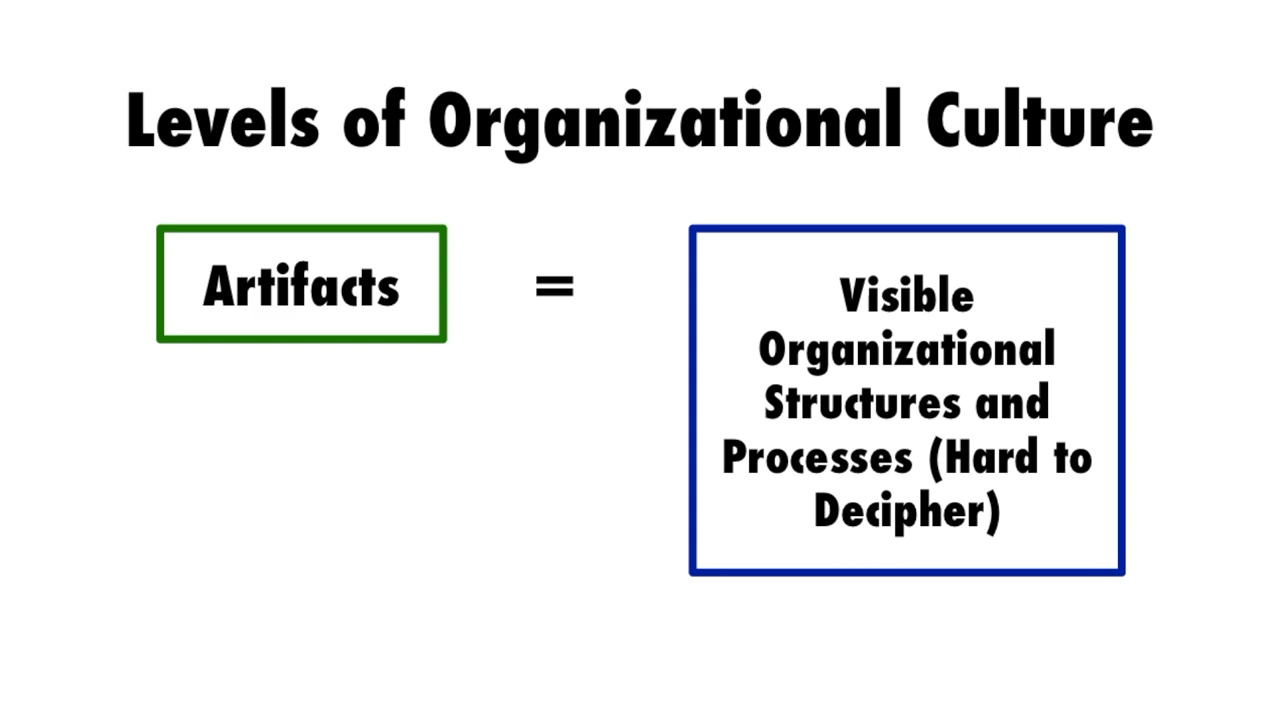 Levels of Organizational Culture
Artifacts
=
Visible
Organizational
Structures and
Processes (Hard to
Decipher)